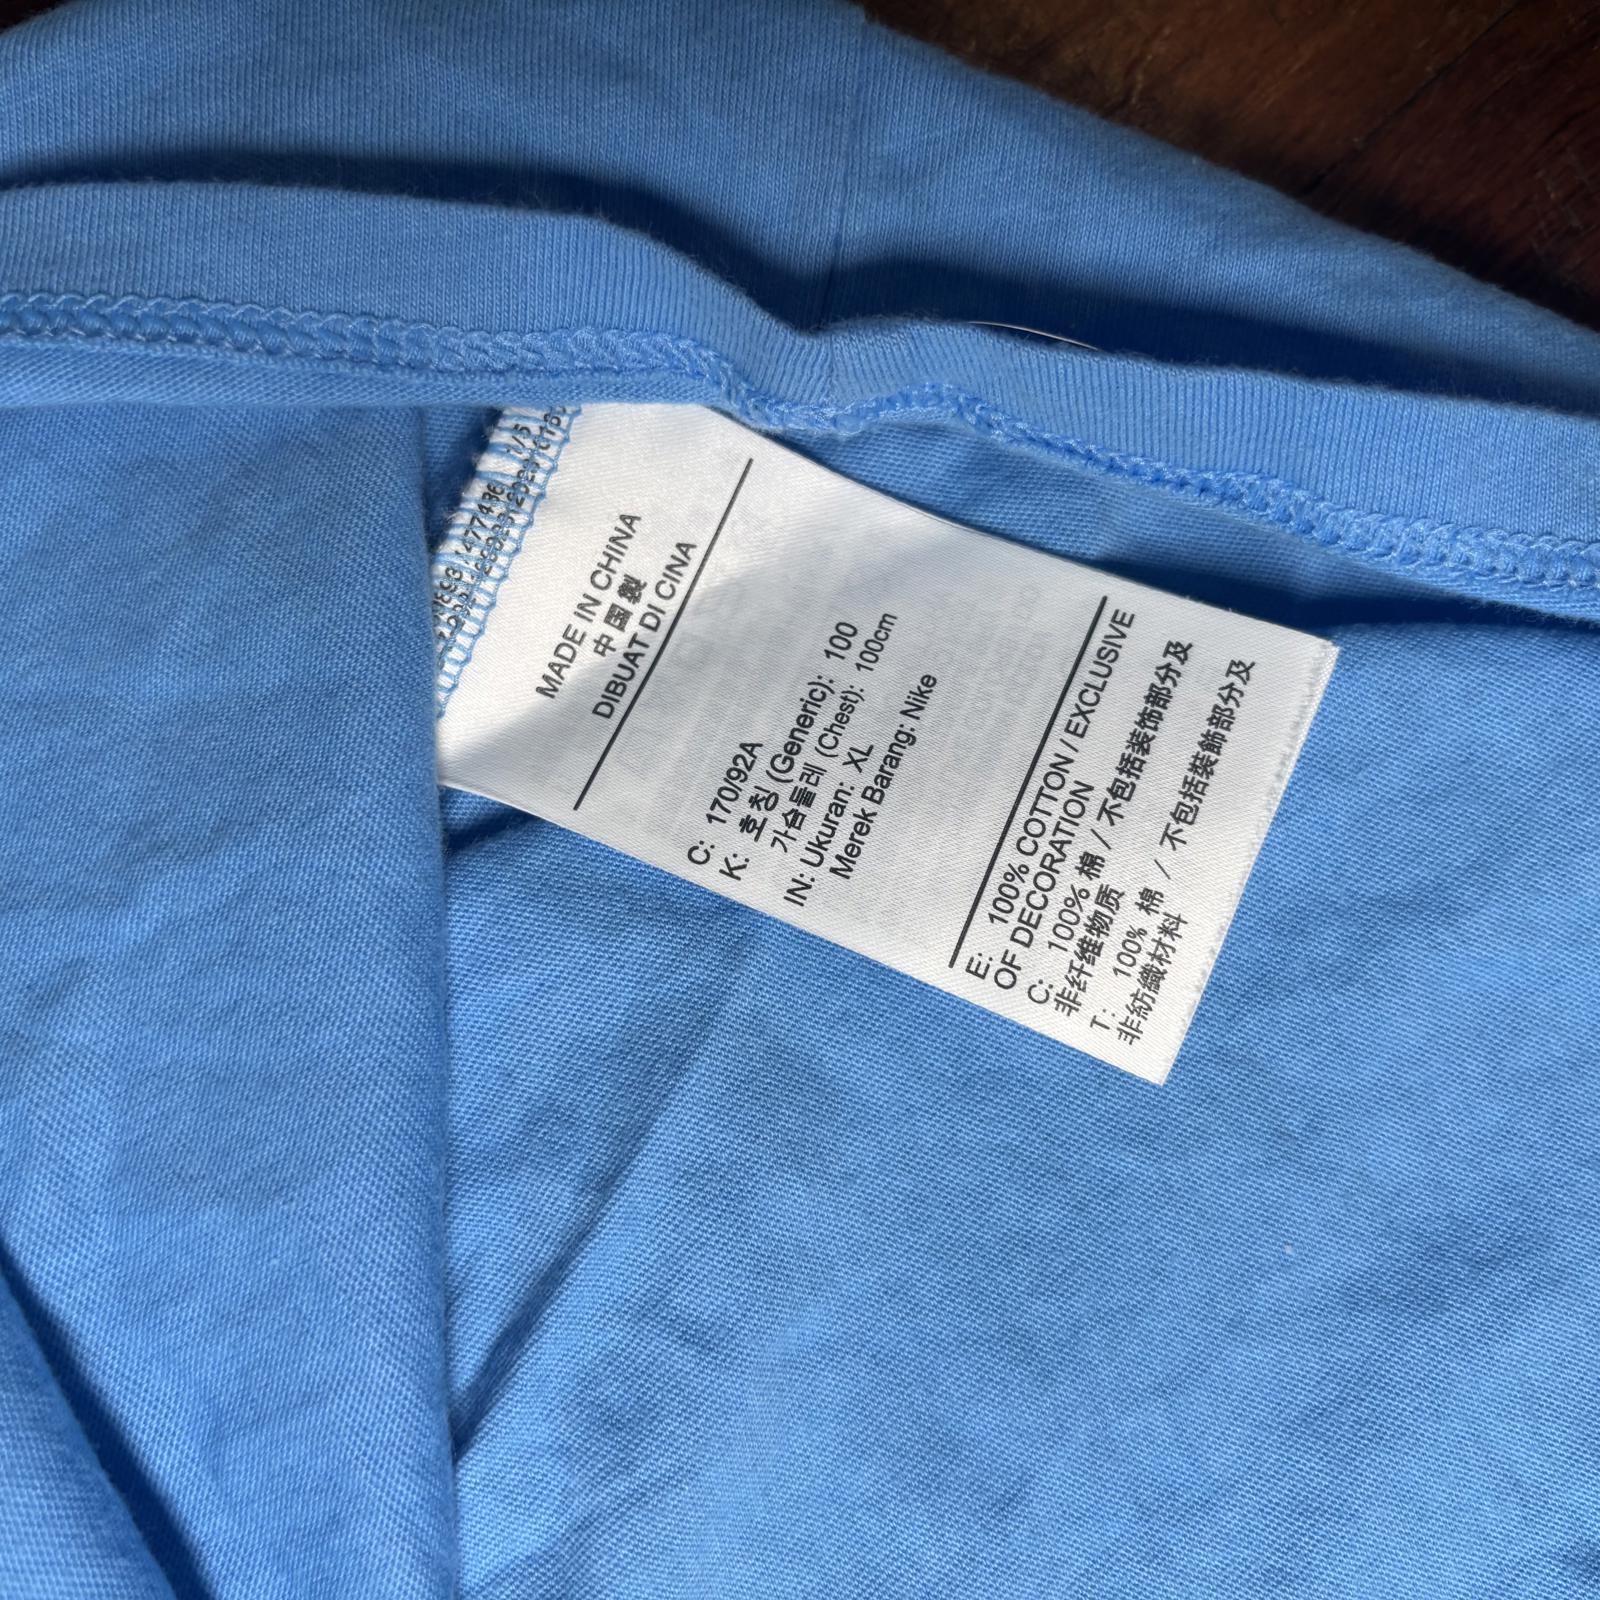 MADE IN CHINA
中国製
DIBUAT DI CINA
C: 170/92A
K: 호칭 (Generic): 100
가슴둘레 (Chest): 100cm
IN: Ukuran: XL
Merek Barang: Nike
E: 100% COTTON / EXCLUSIVE
OF DECORATION
C: 100% 棉 / 不包括装饰部分及
非纤维物质
T: 100% 棉 / 不包括裝飾部分及
非紡織材料